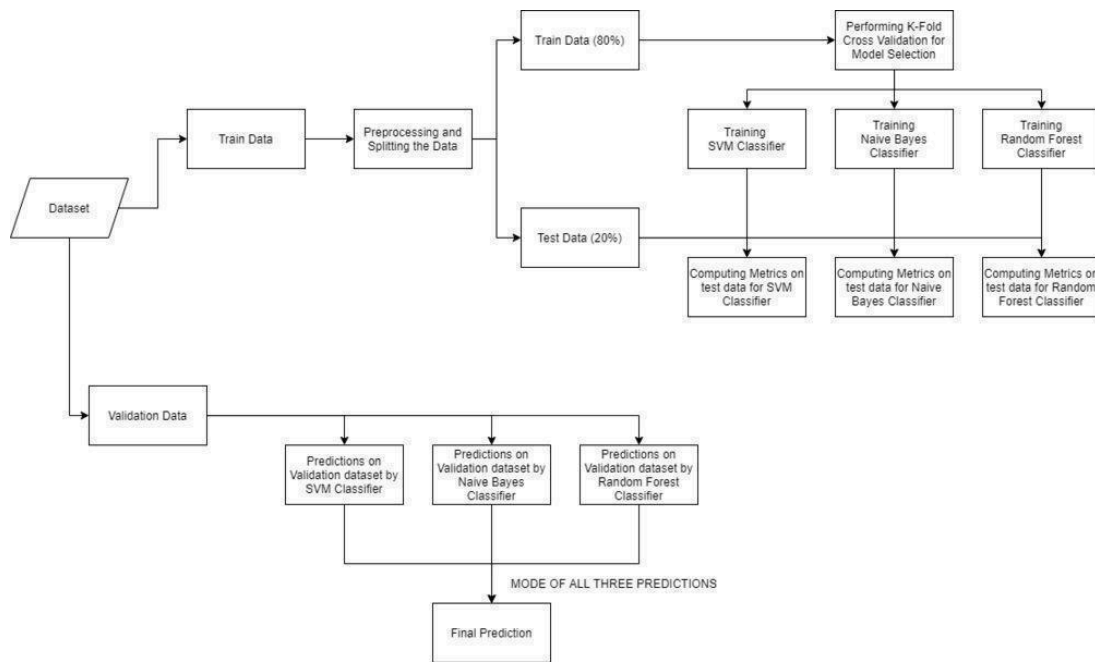 Train Data (80%)
Performing K-Fold
Cross Validation for
Model Selection
Train Data
Preprocessing and
Splitting the Data
Training
SVM Classifier
Training
Naive Bayes
Classifier
Training
Random Forest
Classifier
Dataset
Test Data (20%)
Computing Metrics on
test data for SVM
Classifier
Computing Metrics on
test data for Naive
Bayes Classifier
Computing Metrics on
test data for Random
Forest Classifier
Validation Data
Predictions on
Validation dataset by
SVM Classifier
Predictions on
Validation dataset by
Naive Bayes
Classifier
Predictions on
Validation dataset by
Random Forest
Classifier
MODE OF ALL THREE PREDICTIONS
Final Prediction